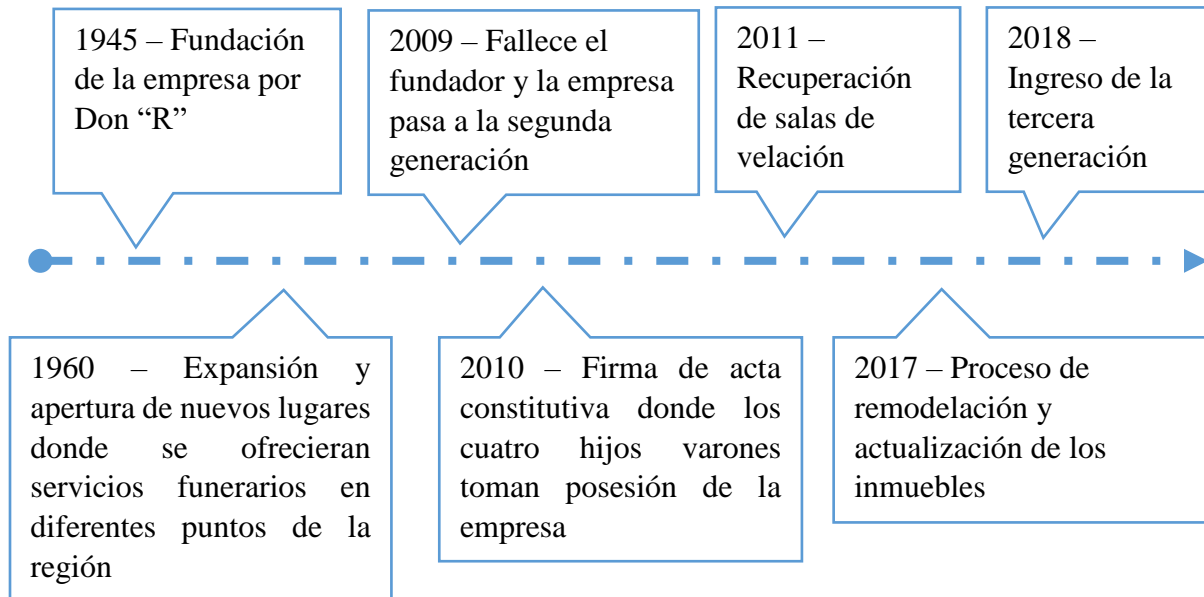 1945 – Fundación
de la empresa por
Don “R”
2009 – Fallece el
fundador y la empresa
pasa a la segunda
generación
2011 –
Recuperación
de salas de
velación
2018 –
Ingreso de la
tercera
generación
1960 – Expansión y
apertura de nuevos lugares
donde se ofrecieran
servicios funerarios en
diferentes puntos de la
región
2010 – Firma de acta
constitutiva donde los
cuatro hijos varones
toman posesión de la
empresa
2017 – Proceso de
remodelación y
actualización de los
inmuebles